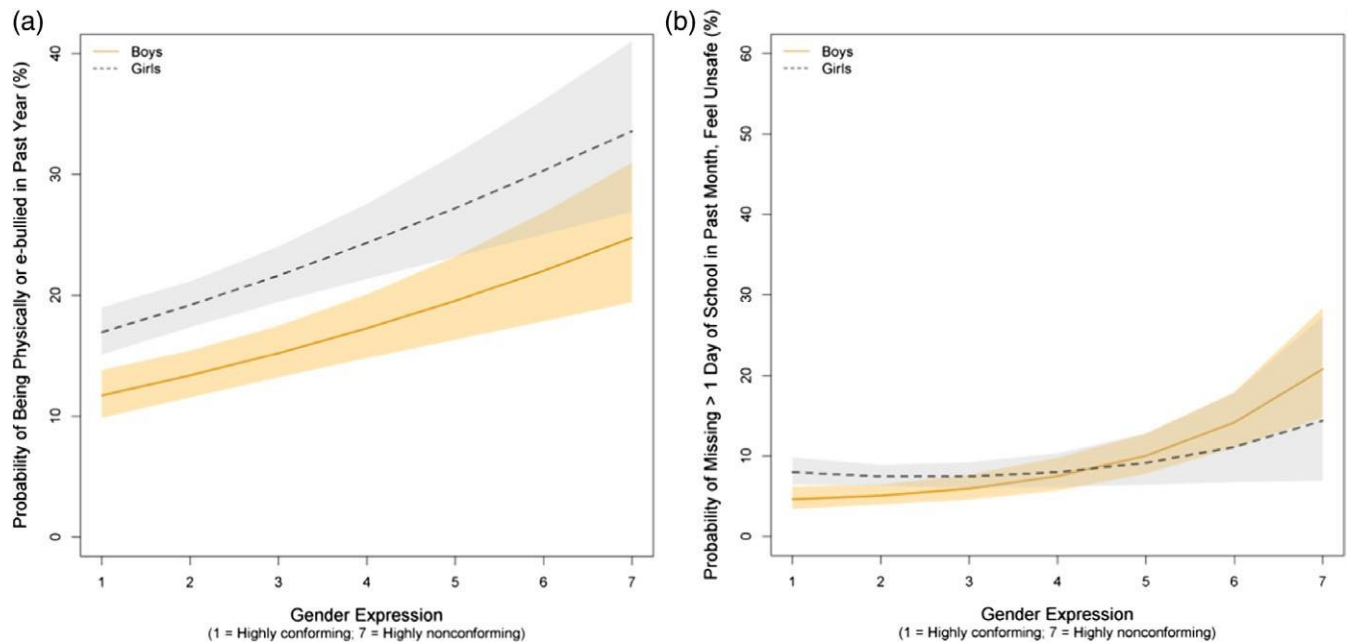 (a)
Probability of Being Physically or e-bullied in Past Year (%)
Boys
Girls
40
30
20
10
0
1 2 3 4 5 6 7
Gender Expression
(1 = Highly conforming; 7 = Highly nonconforming)
(b)
Probability of Missing > 1 Day of School in Past Month, Feel Unsafe (%)
Boys
Girls
60
50
40
30
20
10
0
1 2 3 4 5 6 7
Gender Expression
(1 = Highly conforming; 7 = Highly nonconforming)